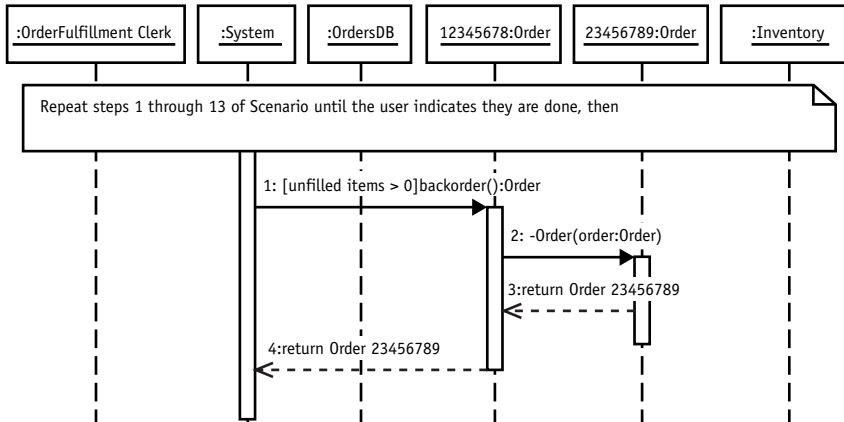 :OrderFulfillment Clerk
:System
:OrdersDB
12345678:Order
23456789:Order
:Inventory
Repeat steps 1 through 13 of Scenario until the user indicates they are done, then
1: [unfilled items > 0]backorder():Order
2: -Order(order:Order)
3:return Order 23456789
4:return Order 23456789